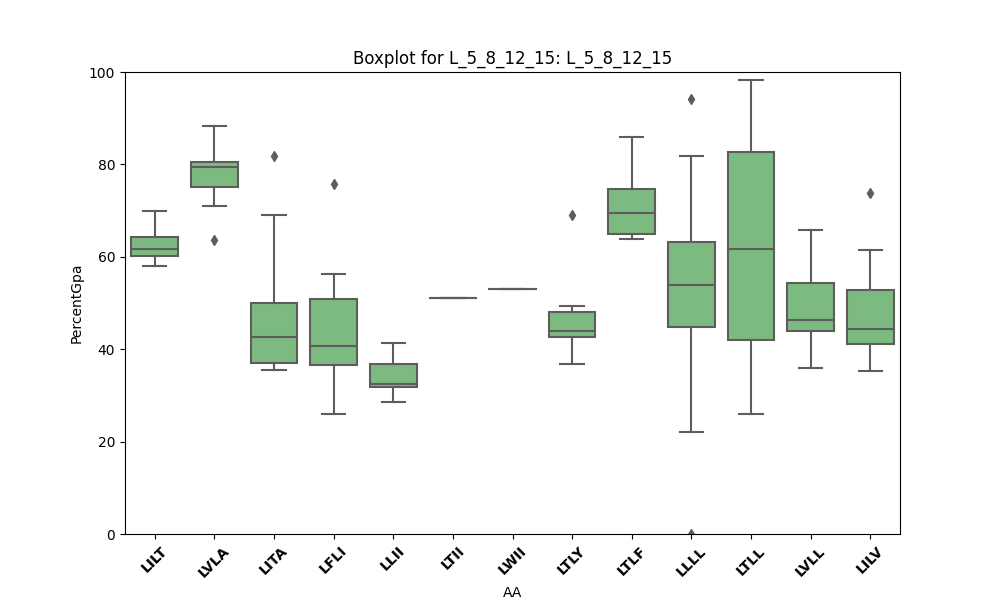 Boxplot for L_5_8_12_15: L_5_8_12_15
100
80
60
40
20
0
PercentGpa
LILT LVLA LITA LFLI LLII LTII LWII LTLY LTLF LLLL LTLL LVLL LILV
AA